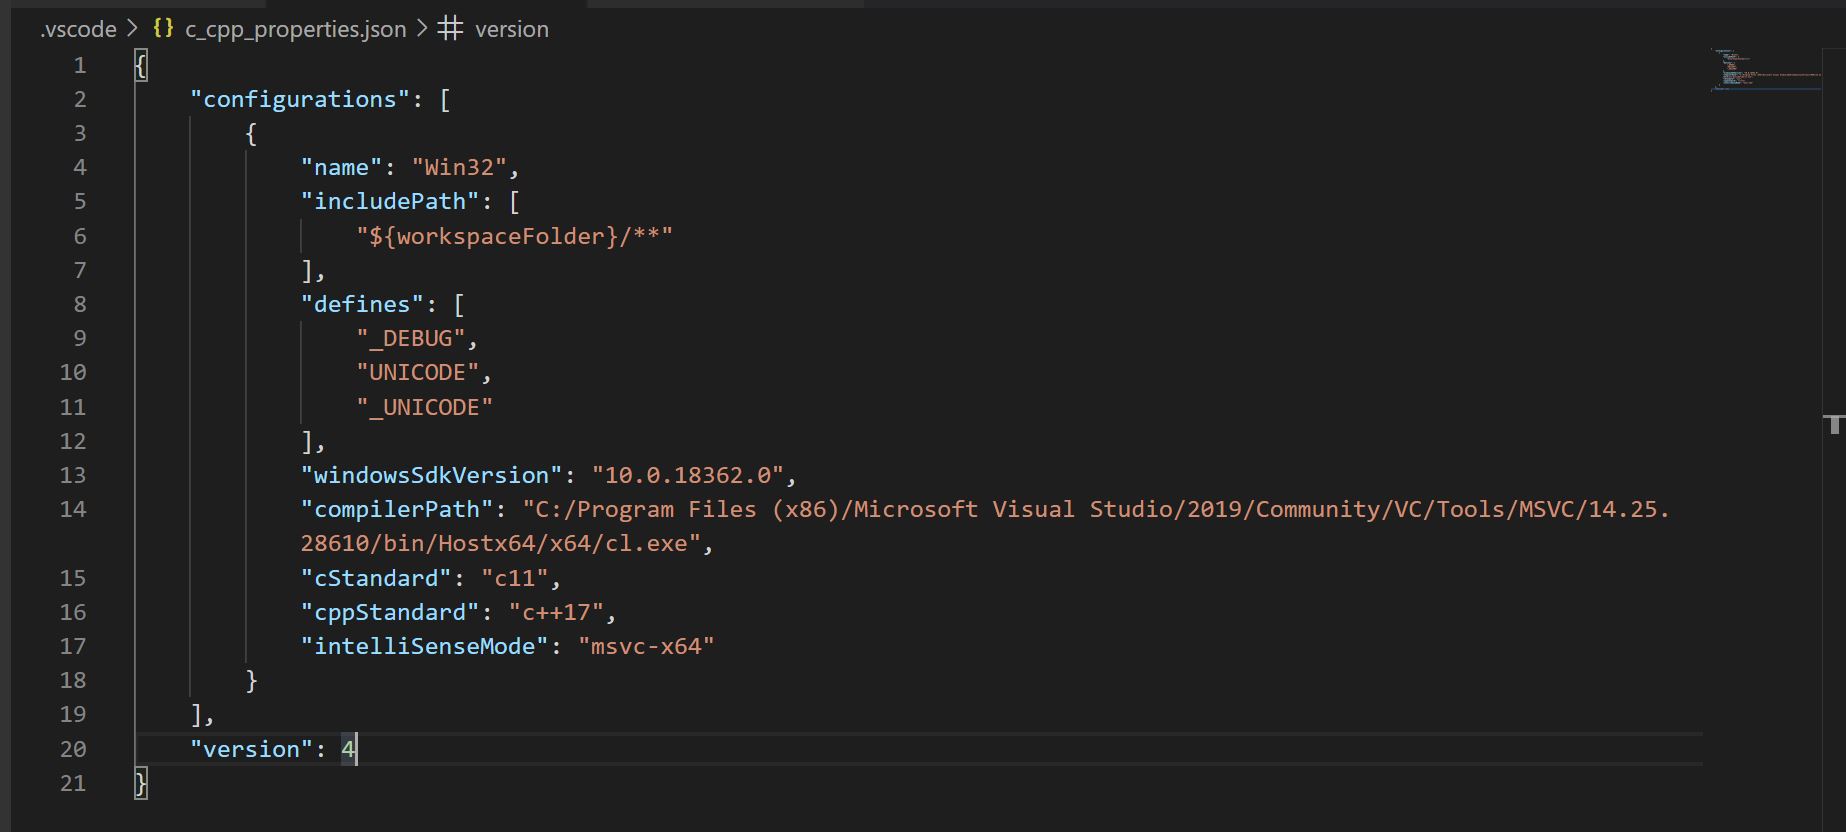 .vscode > {} c_cpp_properties.json > # version
1 {
2 "configurations": [
3 {
4 "name": "Win32",
5 "includePath": [
6 "${workspaceFolder}/**"
7 ],
8 "defines": [
9 "_DEBUG",
10 "UNICODE",
11 "_UNICODE"
12 ],
13 "windowsSdkVersion": "10.0.18362.0",
14 "compilerPath": "C:/Program Files (x86)/Microsoft Visual Studio/2019/Community/VC/Tools/MSVC/14.25.
28610/bin/Hostx64/x64/cl.exe",
15 "cStandard": "c11",
16 "cppStandard": "c++17",
17 "intelliSenseMode": "msvc-x64"
18 }
19 ],
20 "version": 4
21 }